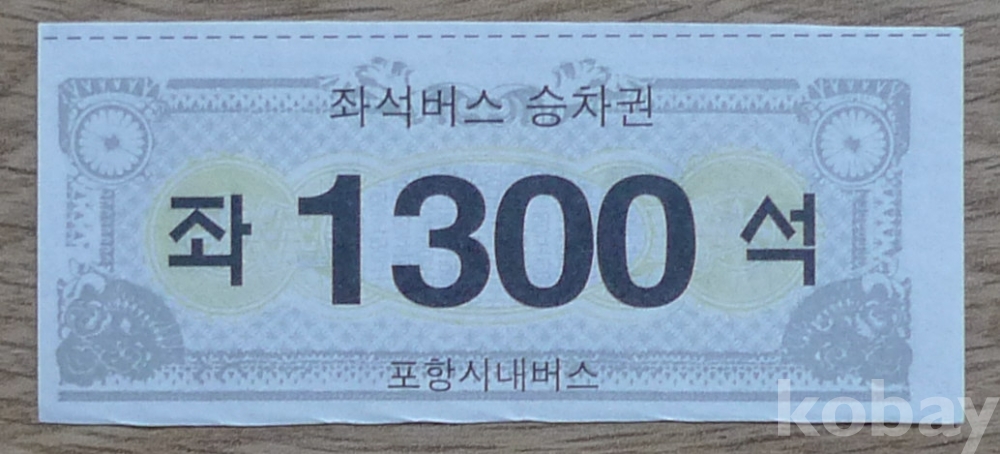 좌석버스 승차권
좌 1300 석
포항시내버스
kobay